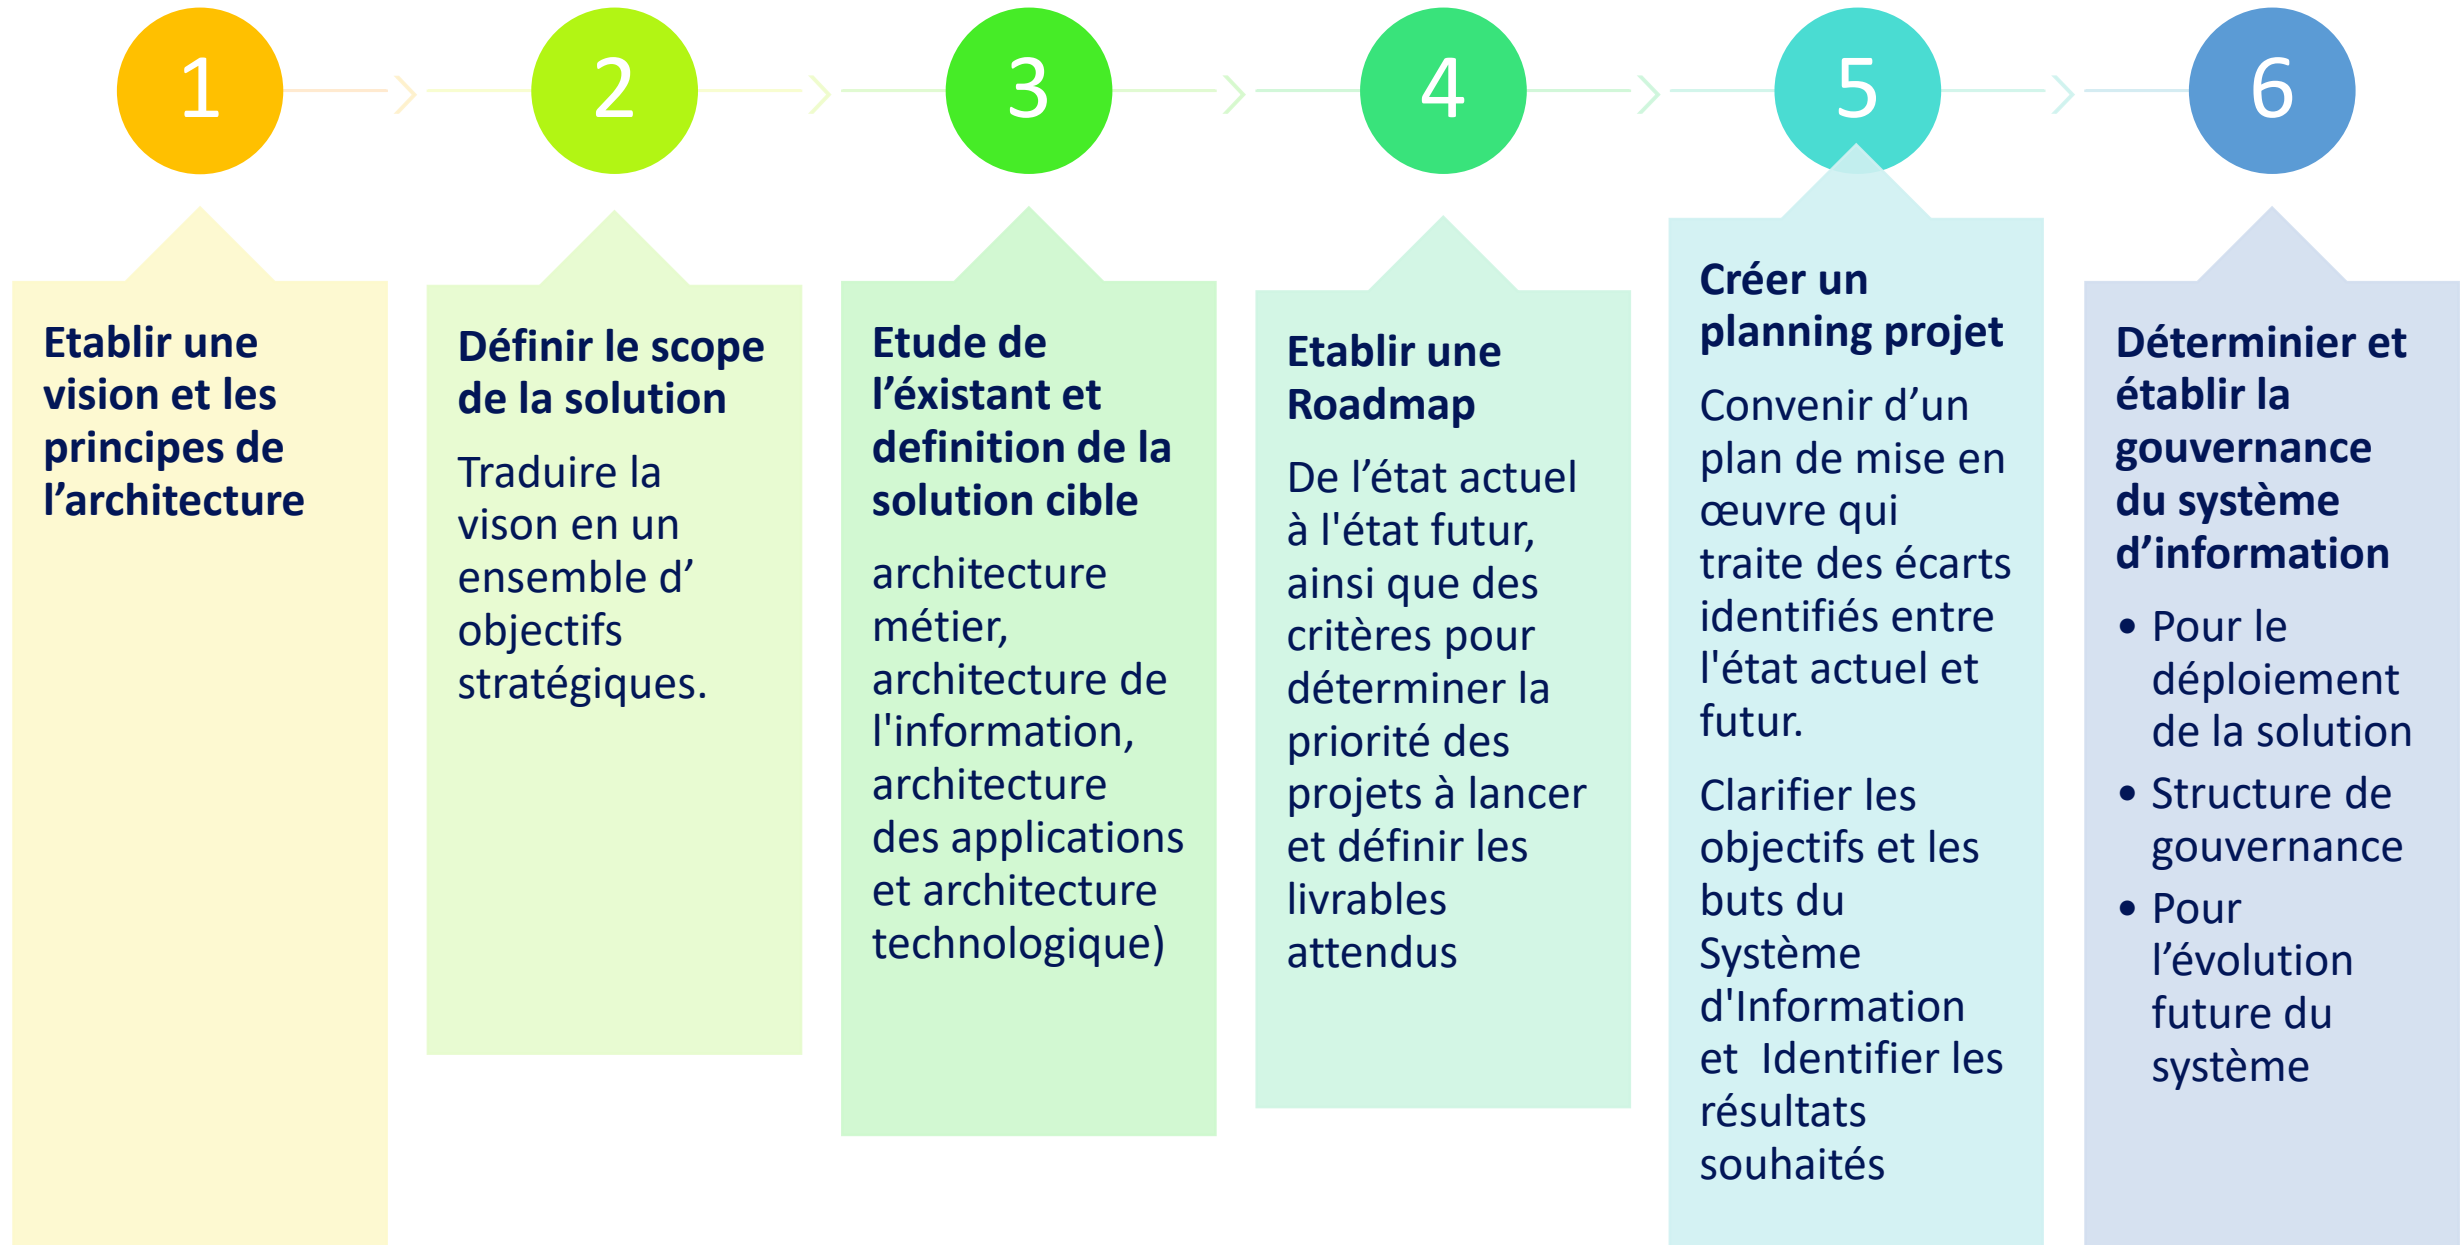 1
2
3
4
5
6
Etablir une
vision et les
principes de
l’architecture
Définir le scope
de la solution
Traduire la
vison en un
ensemble d’
objectifs
stratégiques.
Etude de
l’éxistant et
definition de la
solution cible
architecture
métier,
architecture de
l'information,
architecture
des applications
et architecture
technologique)
Etablir une
Roadmap
De l’état actuel
à l'état futur,
ainsi que des
critères pour
déterminer la
priorité des
projets à lancer
et définir les
livrables
attendus
Créer un
planning projet
Convenir d’un
plan de mise en
œuvre qui
traite des écarts
identifiés entre
l'état actuel et
futur.
Clarifier les
objectifs et les
buts du
Système
d'Information
et  Identifier les
résultats
souhaités
Déterminier et
établir la
gouvernance
du système
d’information
• Pour le
déploiement
de la solution
• Structure de
gouvernance
• Pour
l’évolution
future du
système